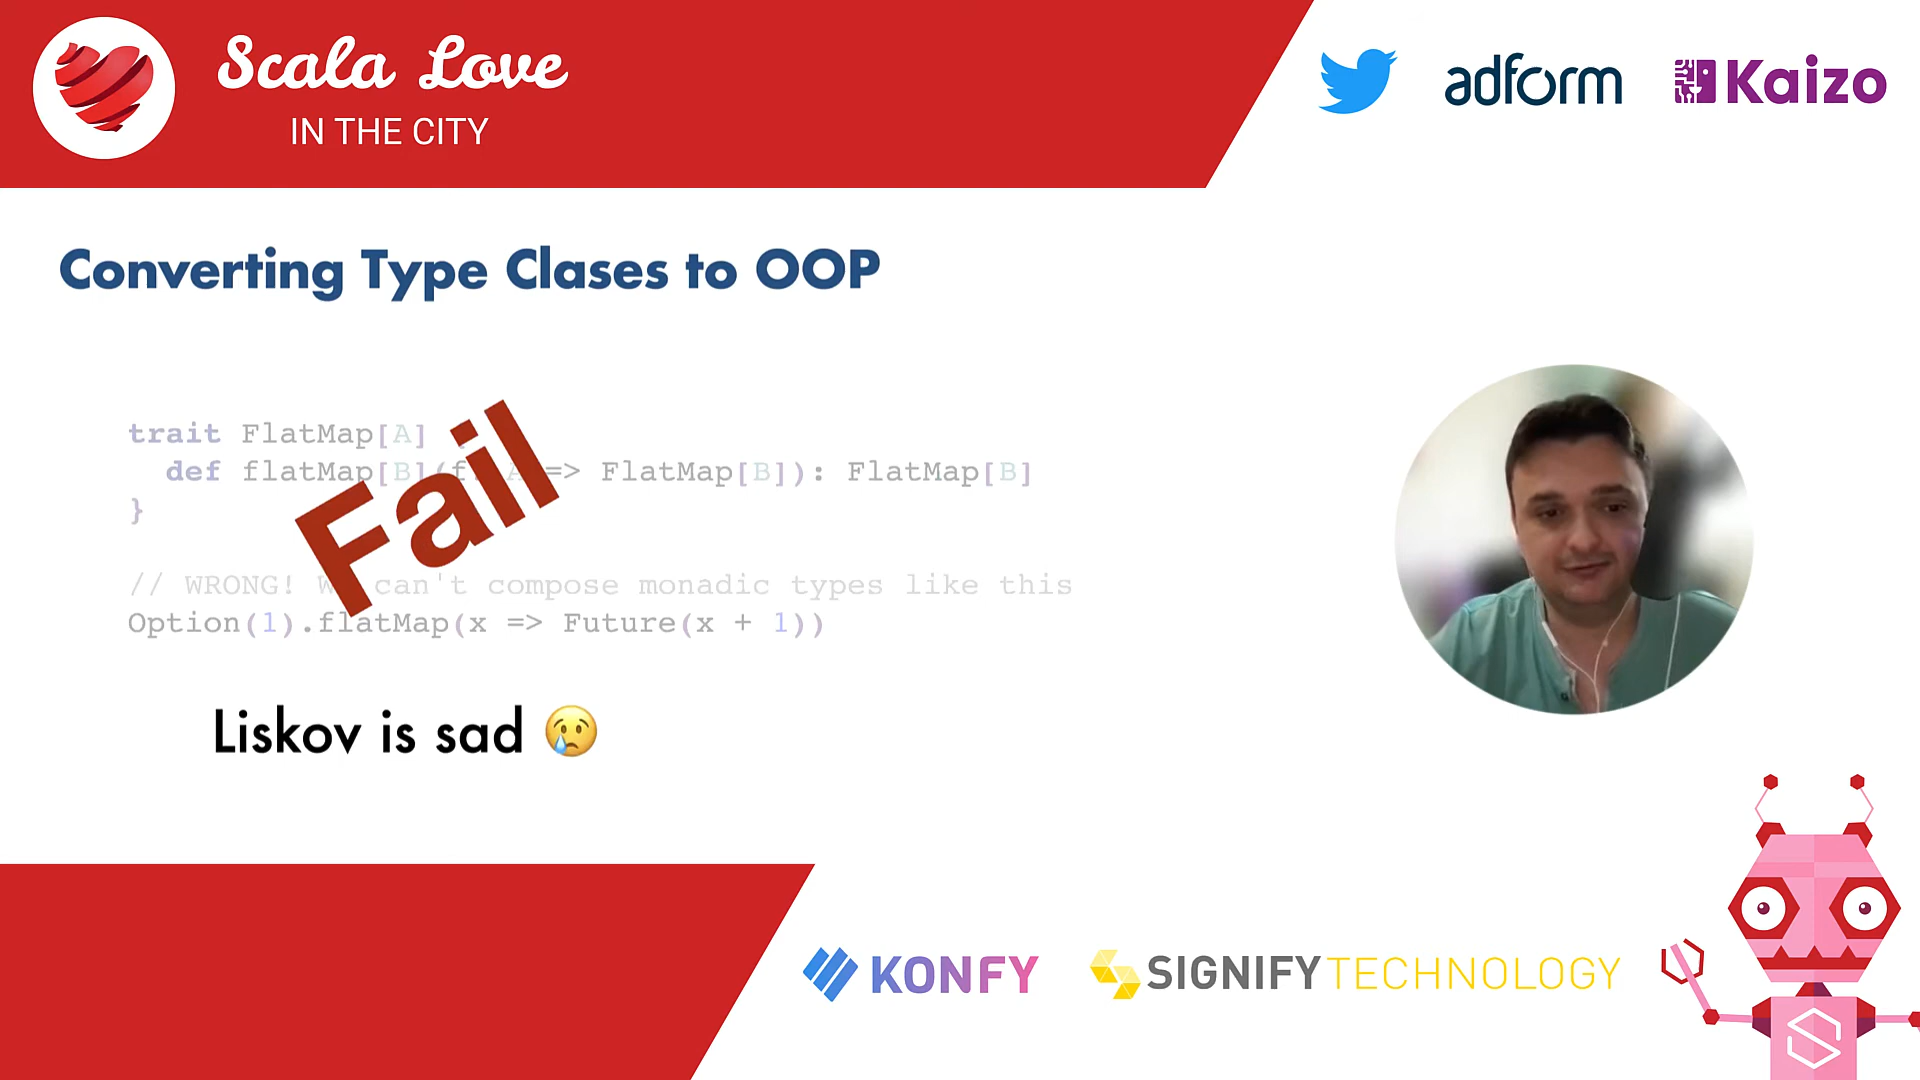 Scala Love
IN THE CITY
adform
Kaizo
Converting Type Clases to OOP
trait FlatMap[A] {
def flatMap[B](f: A => FlatMap[B]): FlatMap[B]
}
Fail
// WRONG! We can't compose monadic types like this
Option(1).flatMap(x => Future(x + 1))
Liskov is sad 😢
KONFY
SIGNIFY TECHNOLOGY